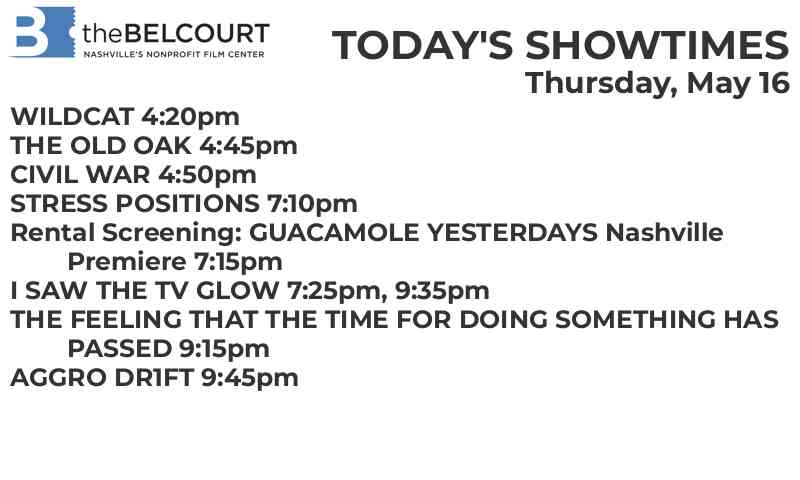 B theBELCOURT
NASHVILLE'S NONPROFIT FILM CENTER
TODAY'S SHOWTIMES
Thursday, May 16
WILDCAT 4:20pm
THE OLD OAK 4:45pm
CIVIL WAR 4:50pm
STRESS POSITIONS 7:10pm
Rental Screening: GUACAMOLE YESTERDAYS Nashville
Premiere 7:15pm
I SAW THE TV GLOW 7:25pm, 9:35pm
THE FEELING THAT THE TIME FOR DOING SOMETHING HAS
PASSED 9:15pm
AGGRO DR1FT 9:45pm